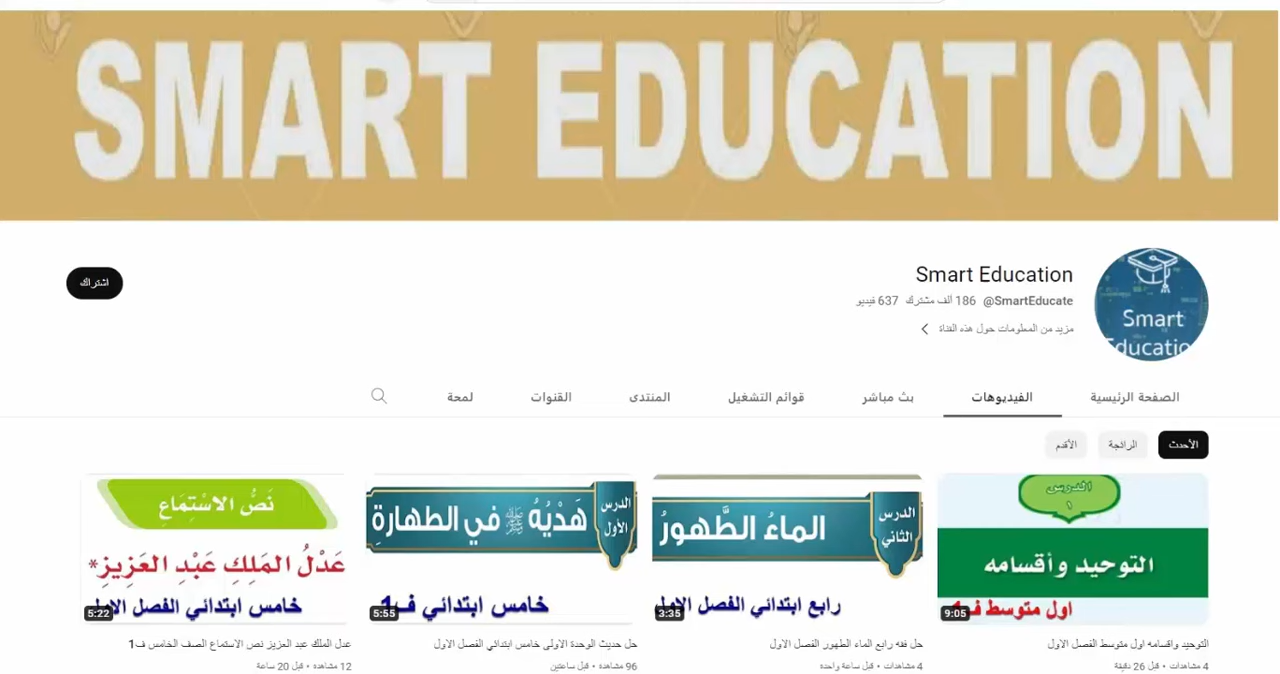 SMART EDUCATION
Smart Education
@SmartEducate 186 ألف مشترك 637 فيديو
مزيد من المعلومات حول هذه القناة
اشتراك
Smart
Educatio
الصفحة الرئيسية
الفيديوهات
بث مباشر
قوائم التشغيل
المنتدى
القنوات
لمحة
الأحدث
الرائجة
الأقدم
الدرس
١
التوحيد وأقسامه
اول متوسط ف1
9:05
التوحيد واقسامه اول متوسط الفصل الاول
4 مشاهدات • قبل 26 دقيقة
الدرس
الثاني
الماءُ الطَّهورُ
رابع ابتدائي الفصل الاول
3:35
حل فقه رابع الماء الطهور الفصل الاول
4 مشاهدات • قبل ساعة واحدة
الدرس
الأول
هَدْيُهُ ﷺ في الطهارةِ
خامس ابتدائي ف1
5:55
حل حديث الوحدة الاولى خامس ابتدائي الفصل الاول
96 مشاهدة • قبل ساعتين
نَصُّ الاسْتِمَاعِ
عَدْلُ المَلِكِ عَبْدِ العَزِيزِ*
خامس ابتدائي الفصل الاول
5:22
عدل الملك عبد العزيز نص الاستماع الصف الخامس ف1
12 مشاهدة • قبل 20 ساعة